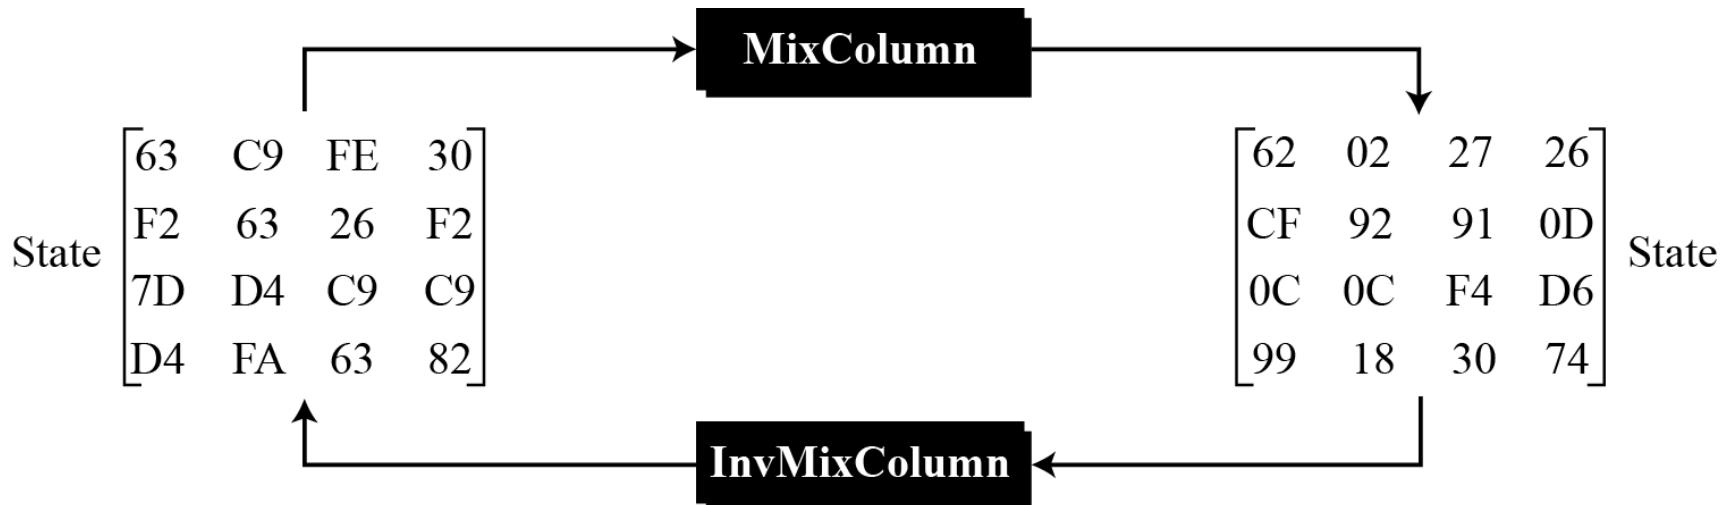 MixColumn
63 C9 FE 30
F2 63 26 F2
State
7D D4 C9 C9
D4 FA 63 82
62 02 27 26
CF 92 91 0D
State
0C 0C F4 D6
99 18 30 74
InvMixColumn